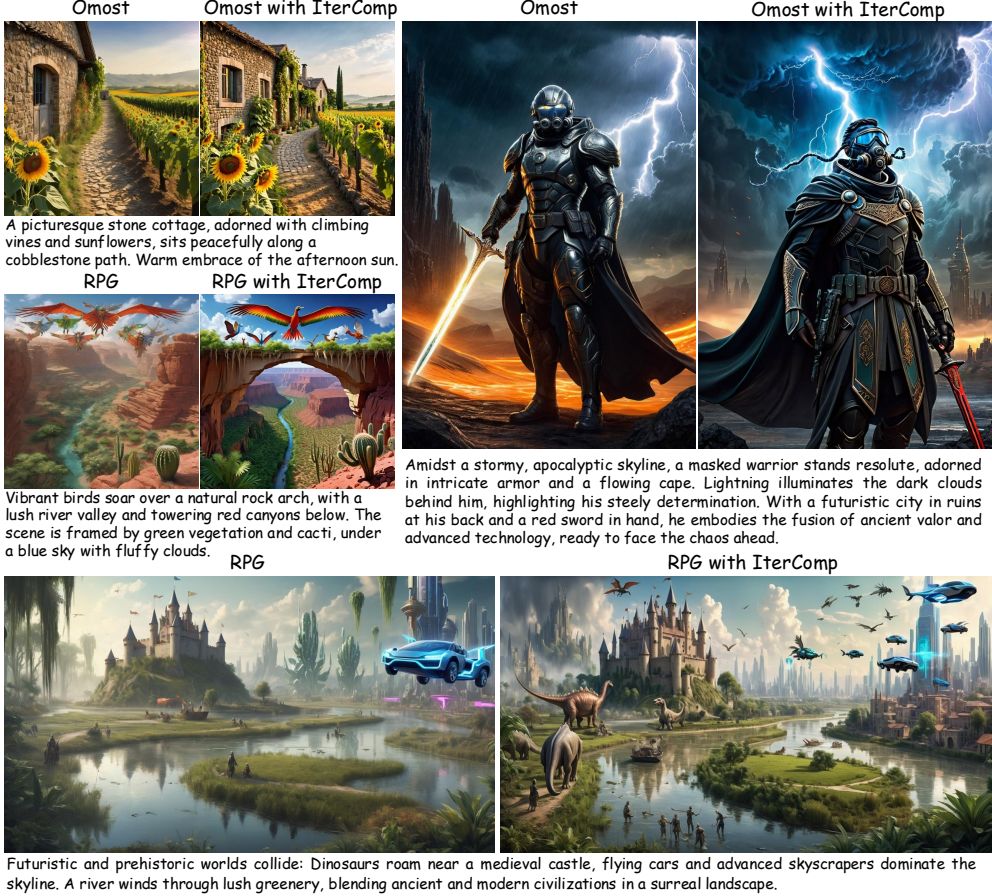 Omost
Omost with IterComp
A picturesque stone cottage, adorned with climbing
vines and sunflowers, sits peacefully along a
cobblestone path. Warm embrace of the afternoon sun.
RPG
RPG with IterComp
Vibrant birds soar over a natural rock arch, with a
lush river valley and towering red canyons below. The
scene is framed by green vegetation and cacti, under
a blue sky with fluffy clouds.
Omost
Omost with IterComp
Amidst a stormy, apocalyptic skyline, a masked warrior stands resolute, adorned
in intricate armor and a flowing cape. Lightning illuminates the dark clouds
behind him, highlighting his steely determination. With a futuristic city in ruins
at his back and a red sword in hand, he embodies the fusion of ancient valor and
advanced technology, ready to face the chaos ahead.
RPG
RPG with IterComp
Futuristic and prehistoric worlds collide: Dinosaurs roam near a medieval castle, flying cars and advanced skyscrapers dominate the
skyline. A river winds through lush greenery, blending ancient and modern civilizations in a surreal landscape.